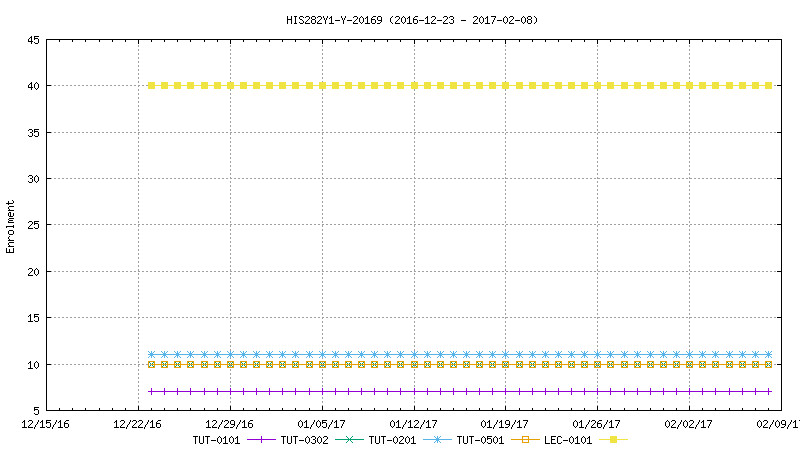 HIS282Y1-Y-20169 (2016-12-23 - 2017-02-08)
45
40
35
30
25
20
15
10
5
Enrolment
12/15/16 12/22/16 12/29/16 01/05/17 01/12/17 01/19/17 01/26/17 02/02/17 02/09/1
TUT-0101 TUT-0302 TUT-0201 TUT-0501 LEC-0101